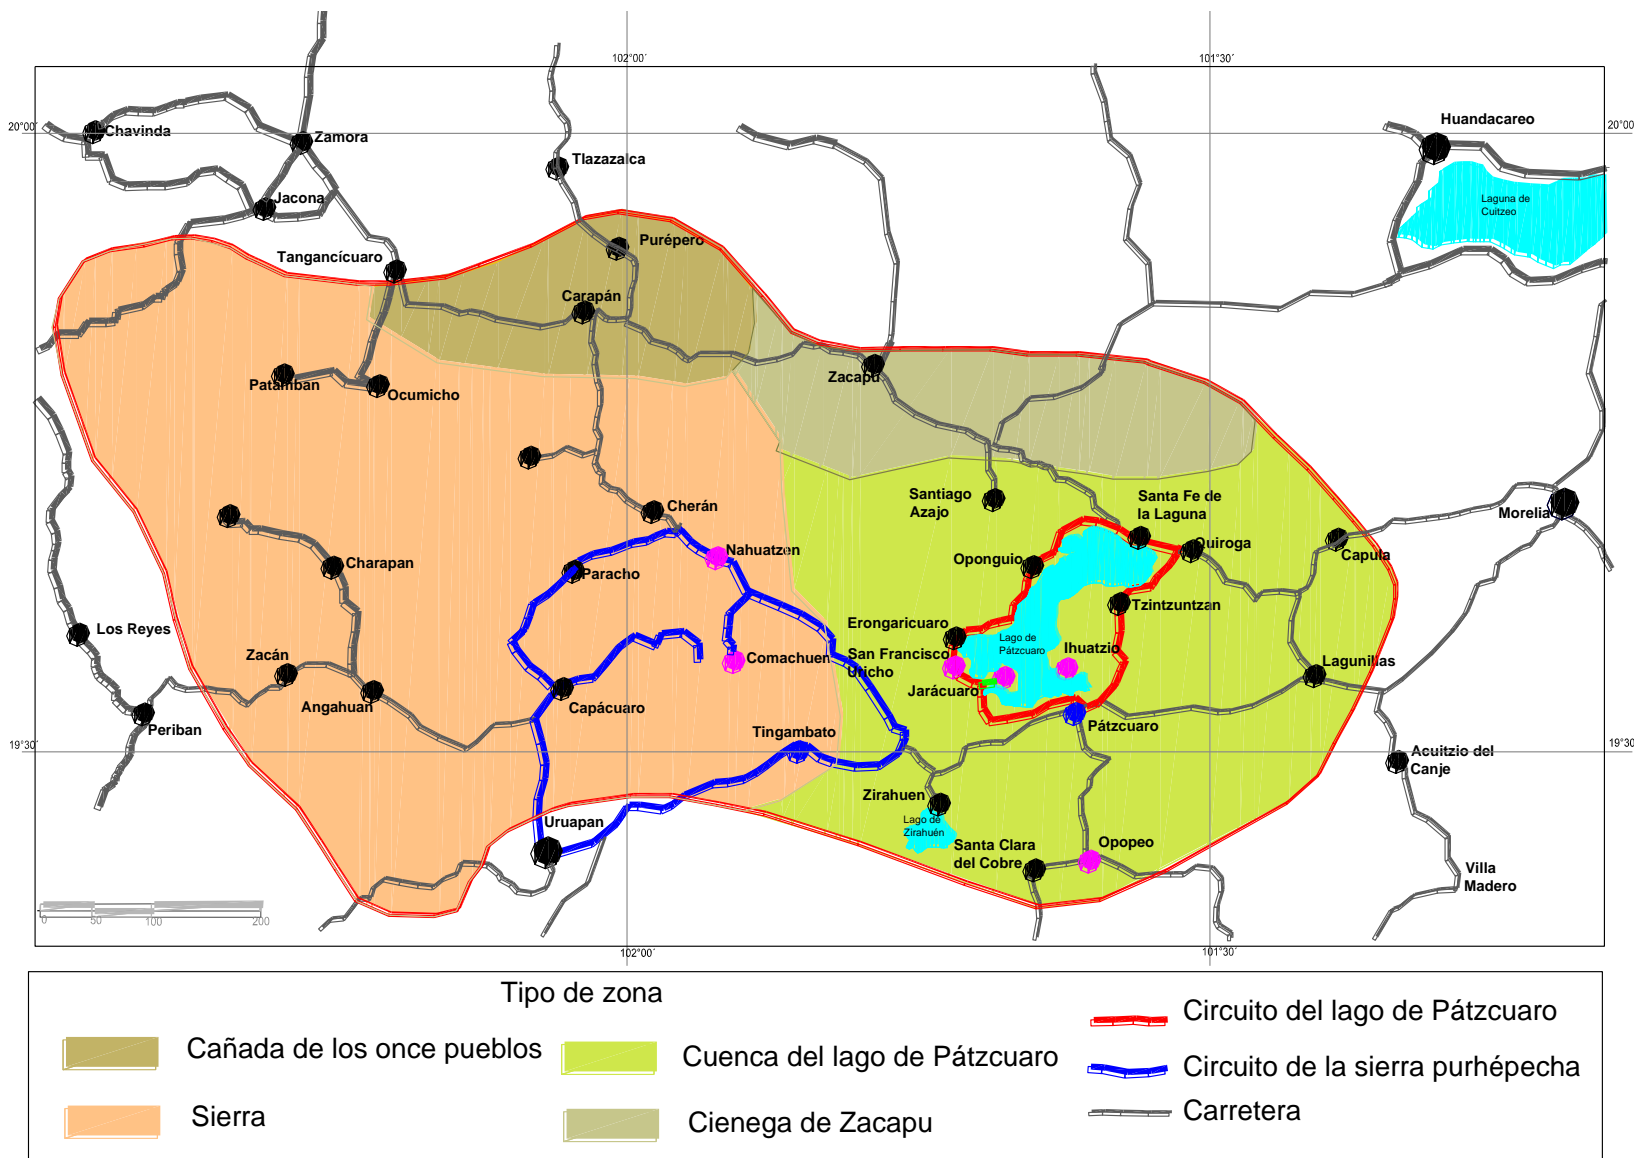 102°00´
101°30´
20°00´
20°00´
Chavinda
Zamora
Tlazazalca
Huandacareo
Jacona
Laguna de
Cuitzeo
Purépero
Tangancícuaro
Carapán
Patamban
Ocumicho
Zacapu
Cherán
Santiago
Azajo
Santa Fe de
la Laguna
Morelia
Nahuatzen
Quiroga
Capula
Charapan
Paracho
Oponguio
Tzintzuntzan
Los Reyes
Erongaricuaro
Lago de
Pátzcuaro
Ihuatzio
Zacán
Comachuen
San Francisco
Uricho
Lagunillas
Jarácuaro
Angahuan
Capácuaro
Periban
Tingambato
Pátzcuaro
19°30´
19°30´
Acuitzio del
Canje
Zirahuen
Uruapan
Lago de
Zirahuén
Santa Clara
del Cobre
Opopeo
Villa
Madero
0 50 100 200
102°00´
101°30´
Tipo de zona
Cañada de los once pueblos
Sierra
Cuenca del lago de Pátzcuaro
Cienega de Zacapu
Circuito del lago de Pátzcuaro
Circuito de la sierra purhépecha
Carretera